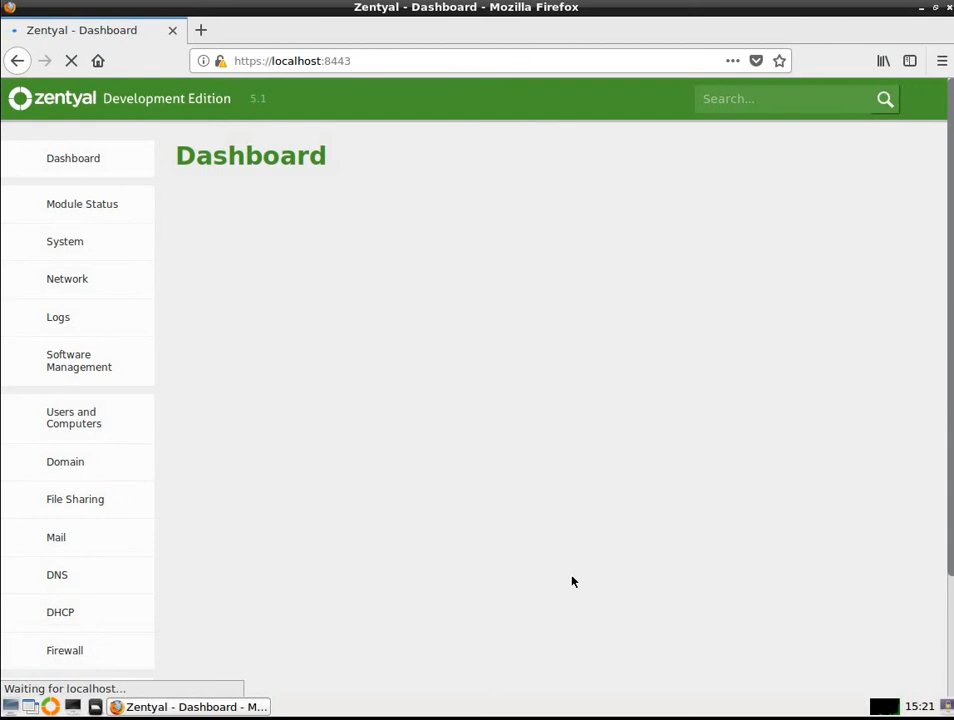 Zentyal - Dashboard - Mozilla Firefox
Zentyal - Dashboard
https://localhost:8443
zentyal Development Edition 5.1
Search...
Dashboard
Dashboard
Module Status
System
Network
Logs
Software
Management
Users and
Computers
Domain
File Sharing
Mail
DNS
DHCP
Firewall
Waiting for localhost...
Zentyal - Dashboard - M...
15:21